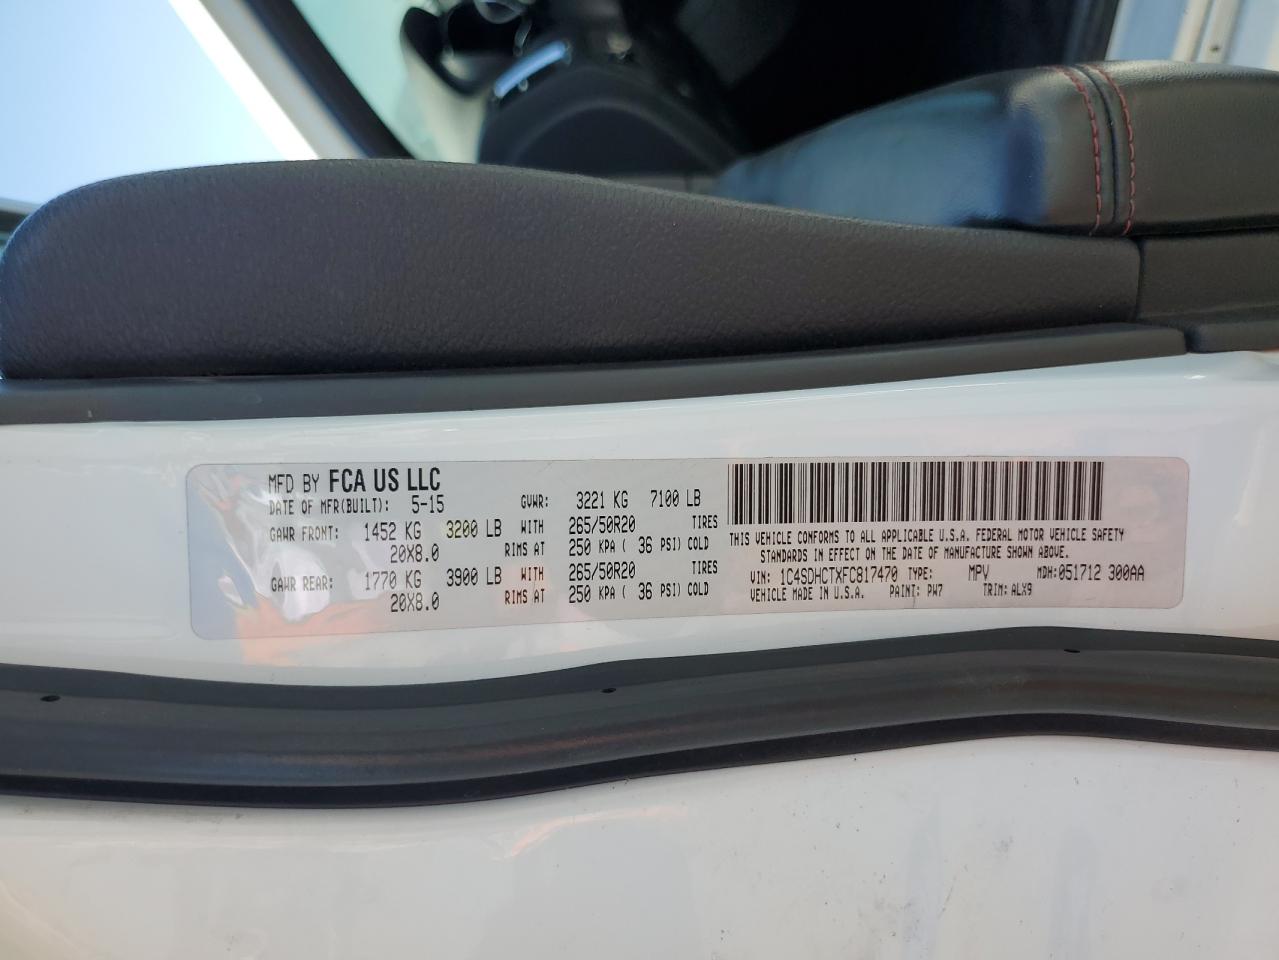 MFD BY FCA US LLC
DATE OF MFR(BUILT): 5-15 GVWR: 3221 KG 7100 LB
GAWR FRONT: 1452 KG 3200 LB WITH 265/50R20 TIRES
20X8.0 RIMS AT 250 KPA ( 36 PSI) COLD
GAWR REAR: 1770 KG 3900 LB WITH 265/50R20 TIRES
20X8.0 RIMS AT 250 KPA ( 36 PSI) COLD
THIS VEHICLE CONFORMS TO ALL APPLICABLE U.S.A. FEDERAL MOTOR VEHICLE SAFETY
STANDARDS IN EFFECT ON THE DATE OF MANUFACTURE SHOWN ABOVE.
VIN: 1C4SDHCTXFC817470 TYPE: MPV MDH:051712 300AA
VEHICLE MADE IN U.S.A. PAINT: PW7 TRIM: ALX9